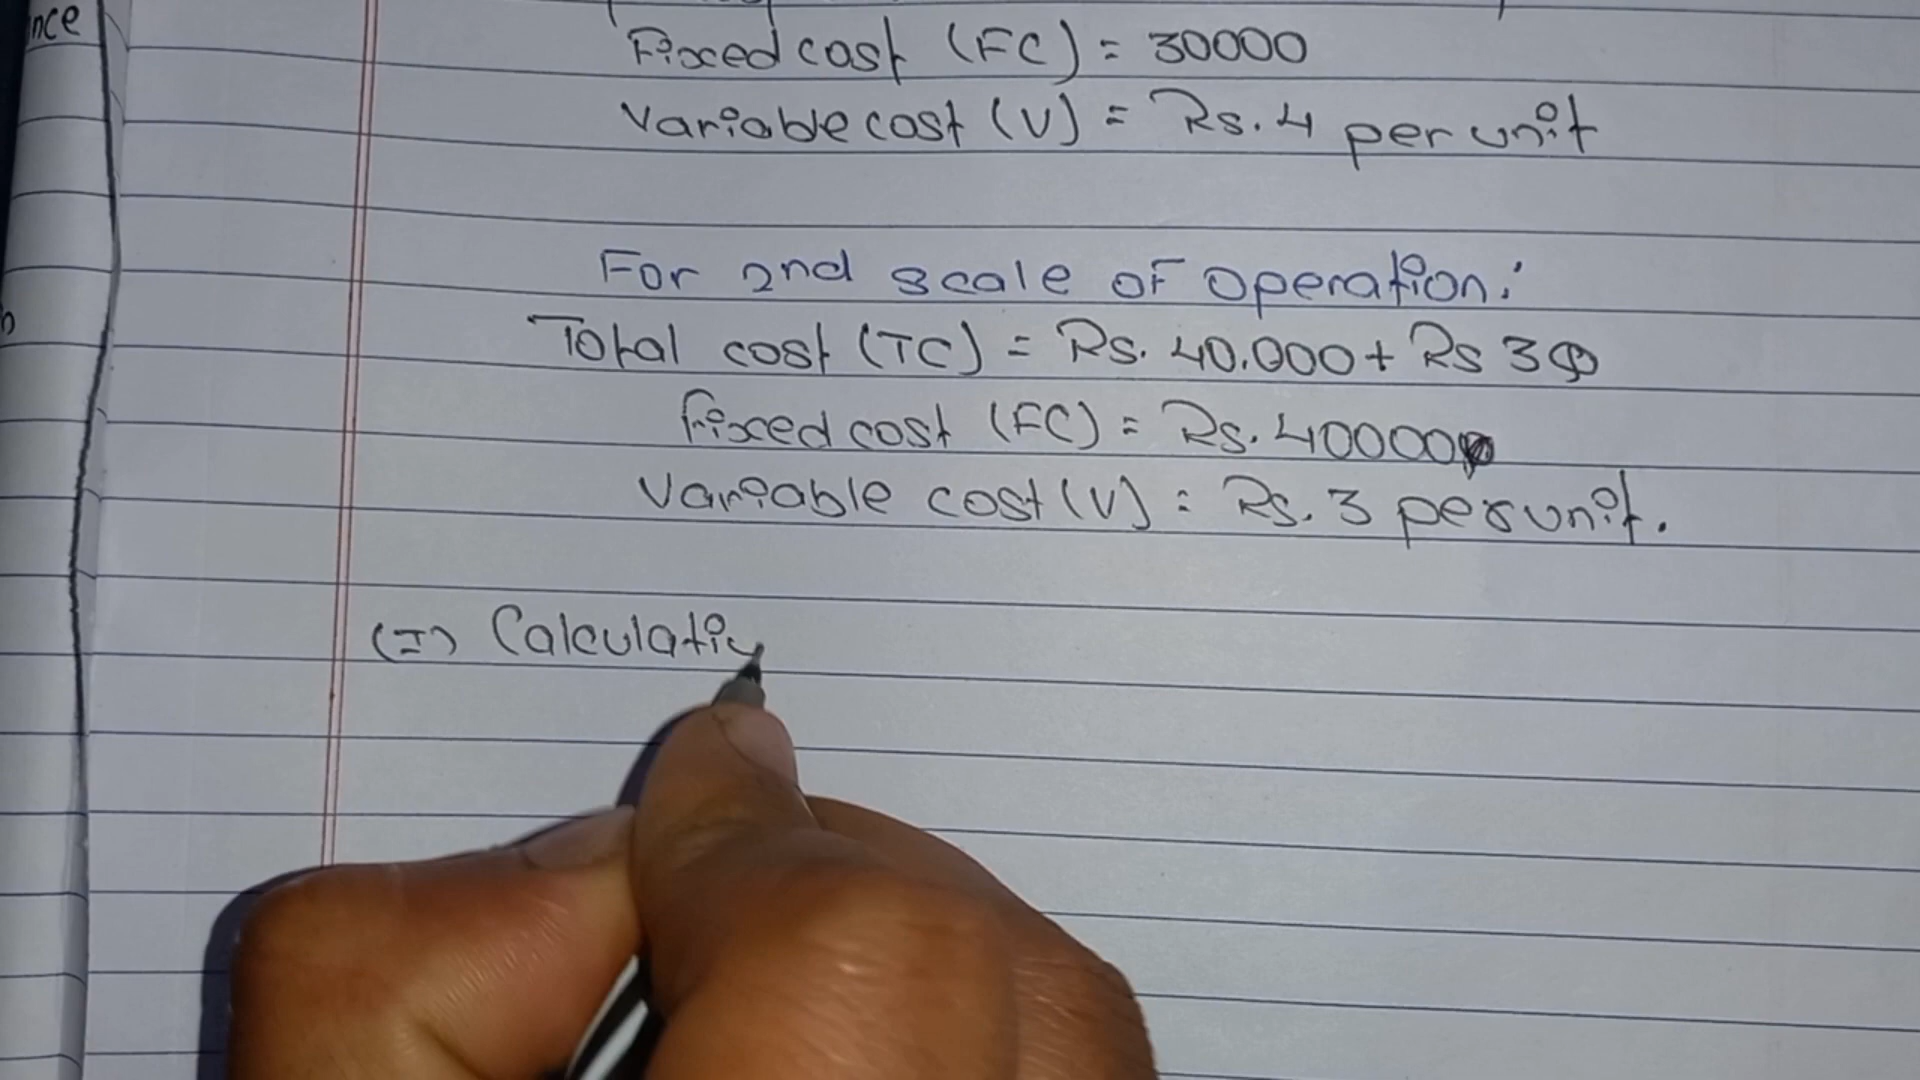 nce
Fixed cost (FC) = 30000
Variable cost (V) = Rs. 4 per unit
For 2nd scale of operation:
Total cost (TC) = Rs. 40,000 + Rs 3Q
Fixed cost (FC) = Rs. 40000
Variable cost (V) = Rs. 3 per unit.
(I) Calculati